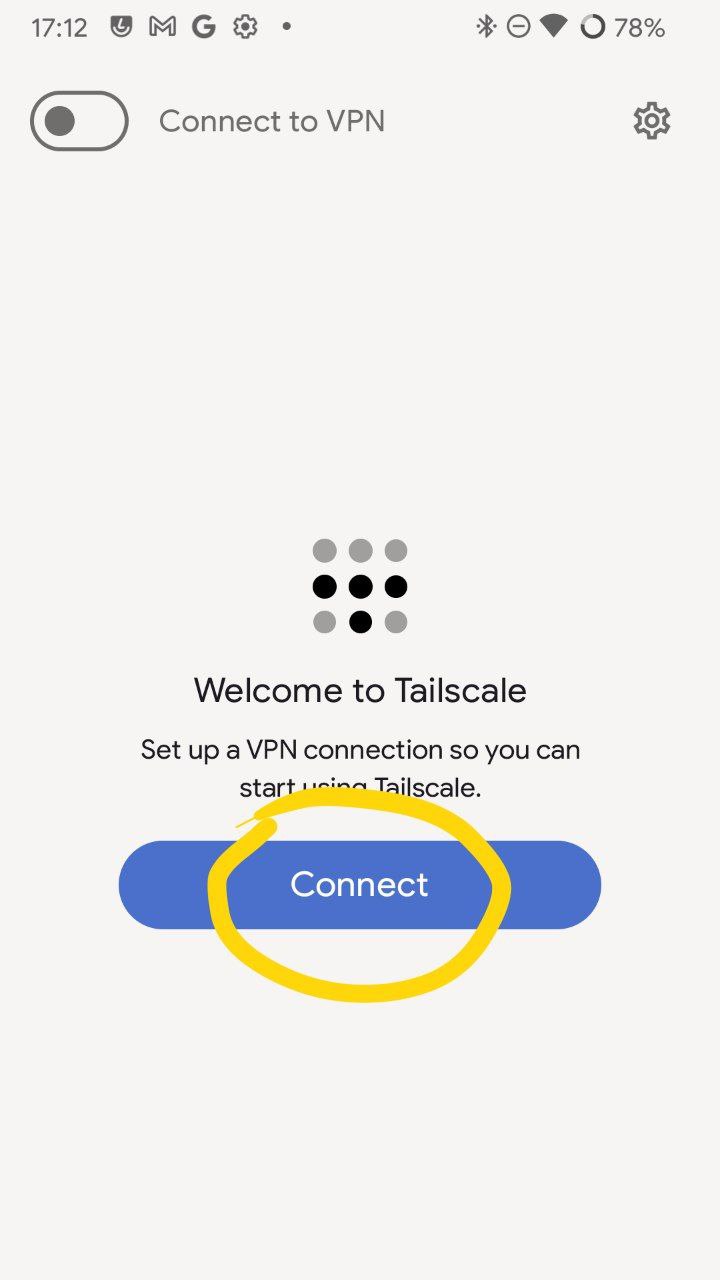 17:12
78%
Connect to VPN
Welcome to Tailscale
Set up a VPN connection so you can
start using Tailscale.
Connect